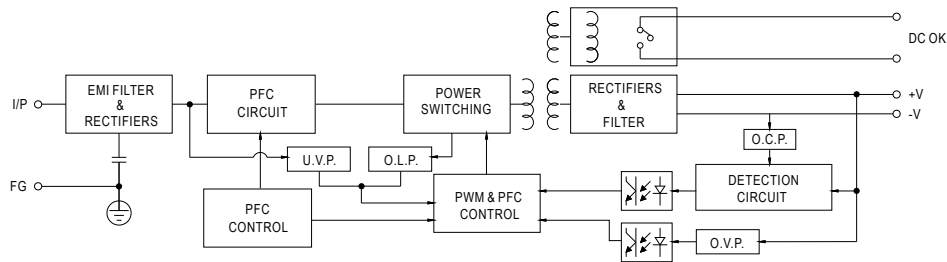 DC OK
I/P
EMI FILTER
&
RECTIFIERS
PFC
CIRCUIT
POWER
SWITCHING
RECTIFIERS
&
FILTER
+V
-V
O.C.P.
U.V.P.
O.L.P.
FG
PFC
CONTROL
PWM & PFC
CONTROL
DETECTION
CIRCUIT
O.V.P.